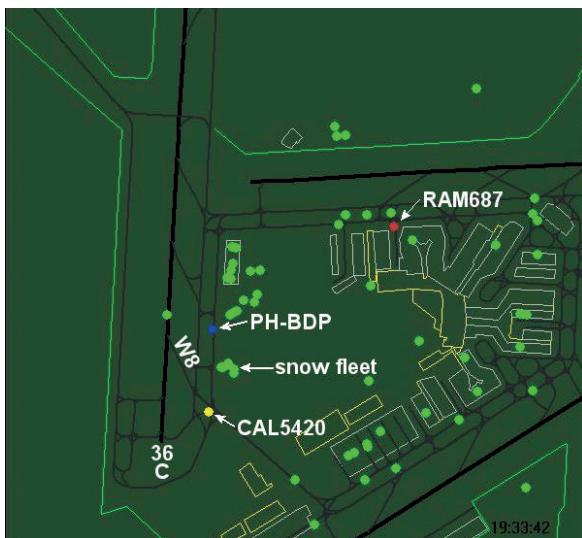 RAM687
PH-BDP
W8
snow fleet
CAL5420
36
C
19:33:42